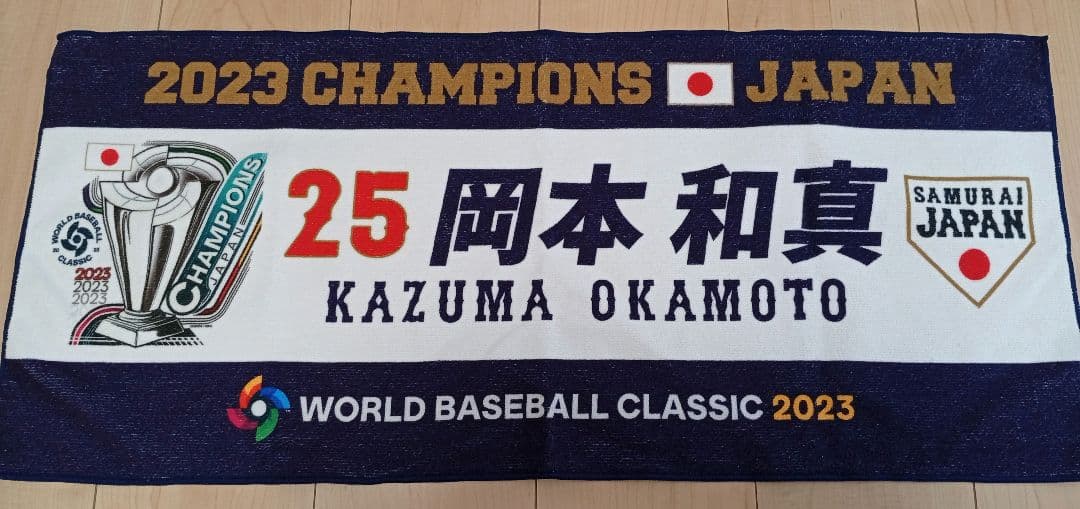 2023 CHAMPIONS JAPAN
WORLD BASEBALL CLASSIC
2023
2023
2023
CHAMPIONS
JAPAN
25 岡本 和真
KAZUMA OKAMOTO
SAMURAI
JAPAN
WORLD BASEBALL CLASSIC 2023